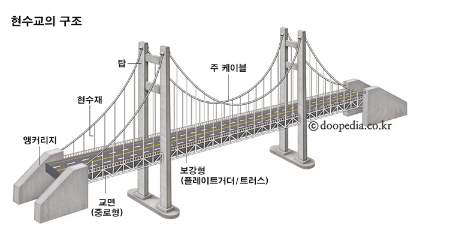 현수교의 구조
탑
주 케이블
현수재
앵커리지
ⓒ doopedia.co.kr
보강형
(플레이트거더/트러스)
교면
(중로형)